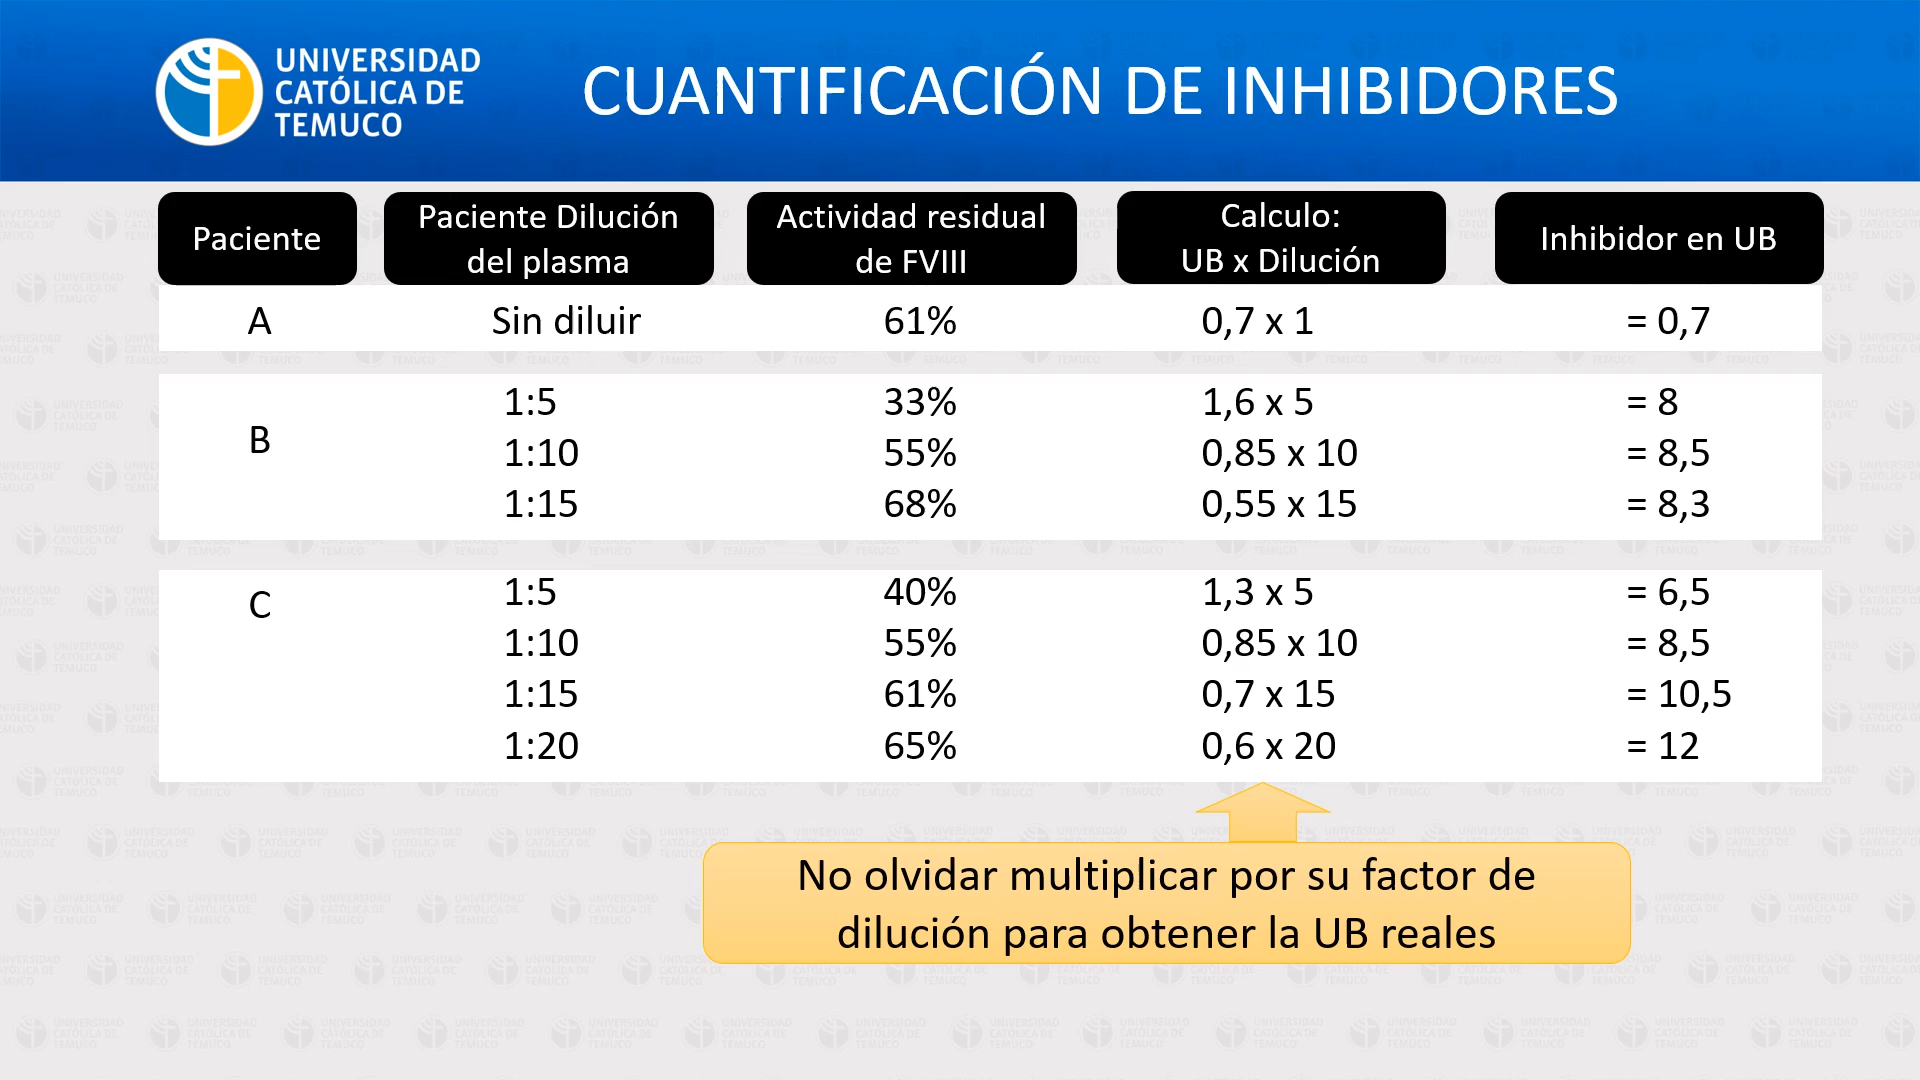 UNIVERSIDAD
CATÓLICA DE
TEMUCO
CUANTIFICACIÓN DE INHIBIDORES
Paciente
Paciente Dilución
del plasma
Actividad residual
de FVIII
Calculo:
UB x Dilución
Inhibidor en UB
A Sin diluir 61% 0,7 x 1 = 0,7
B
1:5 33% 1,6 x 5 = 8
1:10 55% 0,85 x 10 = 8,5
1:15 68% 0,55 x 15 = 8,3
C
1:5 40% 1,3 x 5 = 6,5
1:10 55% 0,85 x 10 = 8,5
1:15 61% 0,7 x 15 = 10,5
1:20 65% 0,6 x 20 = 12
No olvidar multiplicar por su factor de
dilución para obtener la UB reales